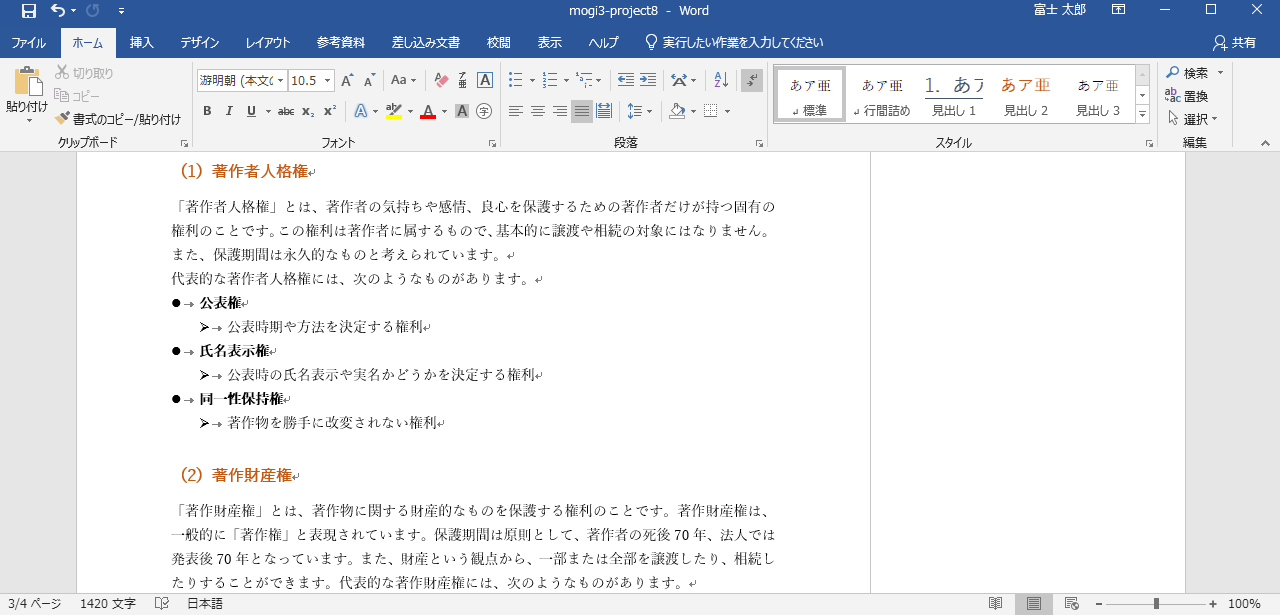 mogi3-project8 - Word
富士 太郎
ファイル ホーム 挿入 デザイン レイアウト 参考資料 差し込み文書 校閲 表示 ヘルプ 実行したい作業を入力してください 共有
貼り付け
切り取り
コピー
書式のコピー/貼り付け
クリップボード
游明朝 (本文の 10.5
フォント
段落
あア亜 標準
あア亜 行間詰め
1. あア 見出し 1
あア亜 見出し 2
あア亜 見出し 3
スタイル
検索
置換
選択
編集
(1) 著作者人格権
「著作者人格権」とは、著作者の気持ちや感情、良心を保護するための著作者だけが持つ固有の
権利のことです。この権利は著作者に属するもので、基本的に譲渡や相続の対象にはなりません。
また、保護期間は永久的なものと考えられています。
代表的な著作者人格権には、次のようなものがあります。
● 公表権
➢ 公表時期や方法を決定する権利
● 氏名表示権
➢ 公表時の氏名表示や実名かどうかを決定する権利
● 同一性保持権
➢ 著作物を勝手に改変されない権利
(2) 著作財産権
「著作財産権」とは、著作物に関する財産的なものを保護する権利のことです。著作財産権は、
一般的に「著作権」と表現されています。保護期間は原則として、著作者の死後 70 年、法人では
発表後 70 年となっています。また、財産という観点から、一部または全部を譲渡したり、相続し
たりすることができます。代表的な著作財産権には、次のようなものがあります。
3/4 ページ 1420 文字 日本語 100%